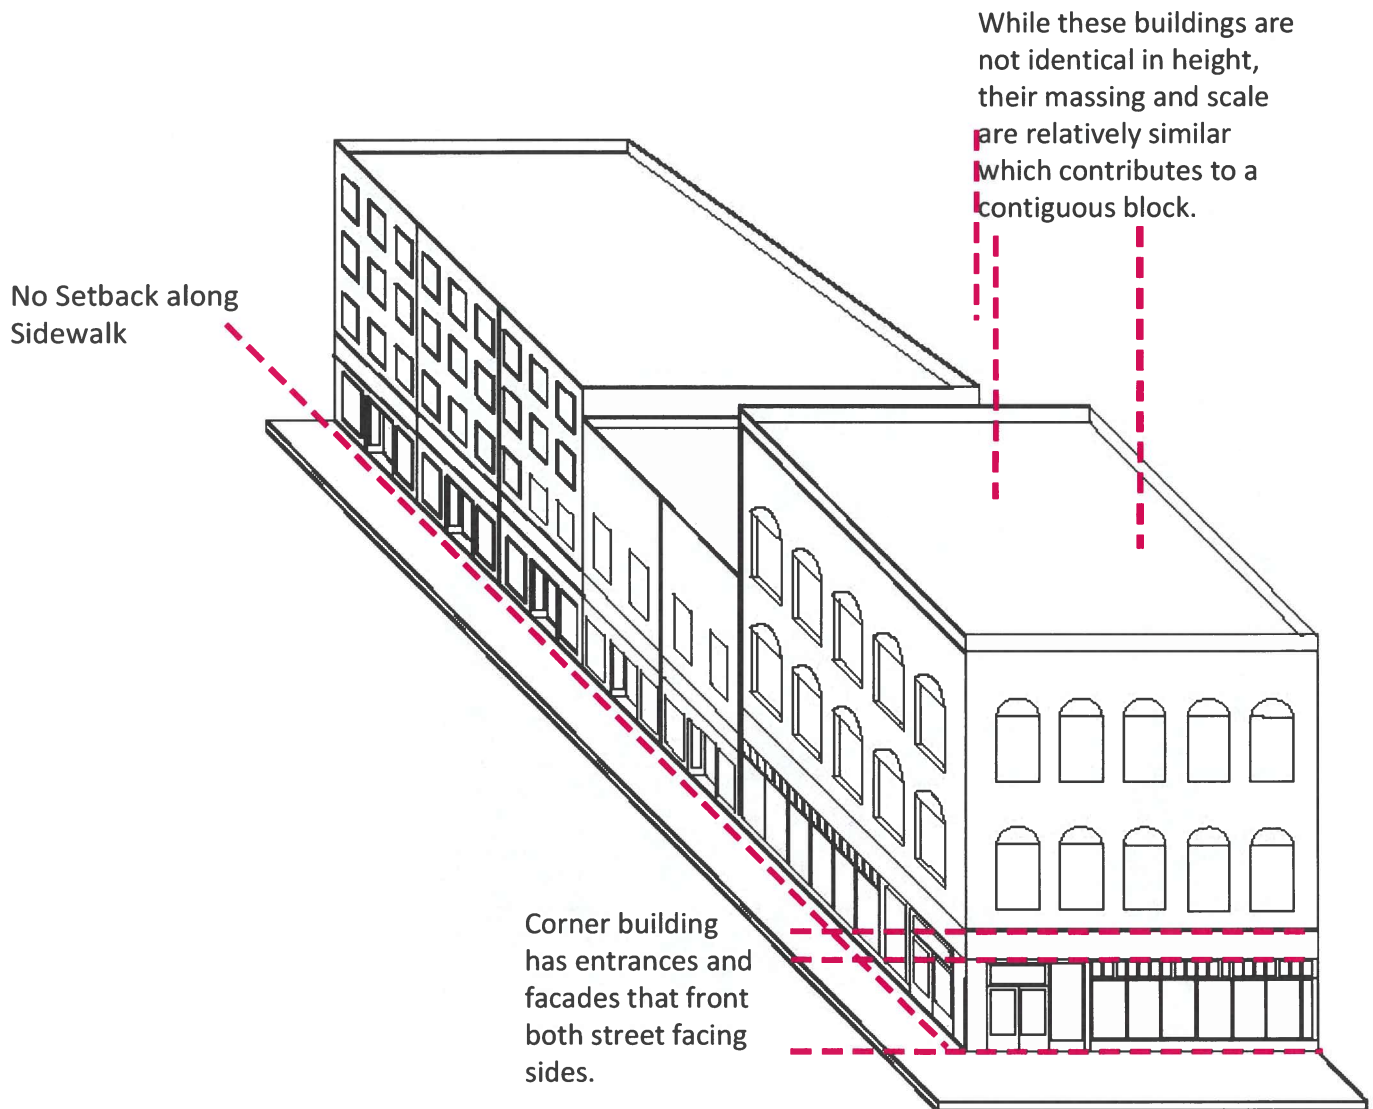 While these buildings are
not identical in height,
their massing and scale
are relatively similar
which contributes to a
contiguous block.
No Setback along
Sidewalk
Corner building
has entrances and
facades that front
both street facing
sides.